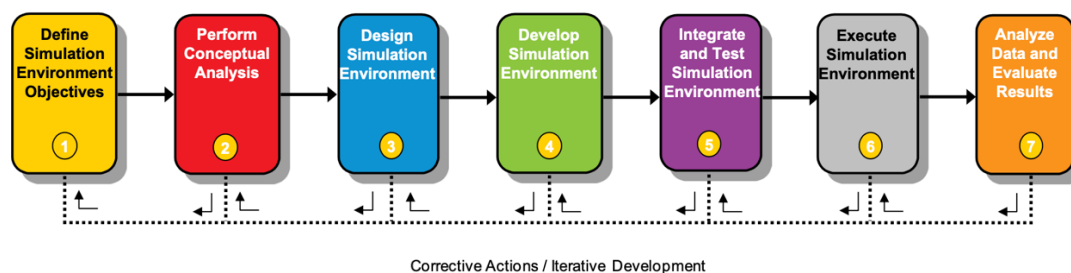 Define
Simulation
Environment
Objectives
1
Perform
Conceptual
Analysis
2
Design
Simulation
Environment
3
Develop
Simulation
Environment
4
Integrate
and Test
Simulation
Environment
5
Execute
Simulation
Environment
6
Analyze
Data and
Evaluate
Results
7
Corrective Actions / Iterative Development